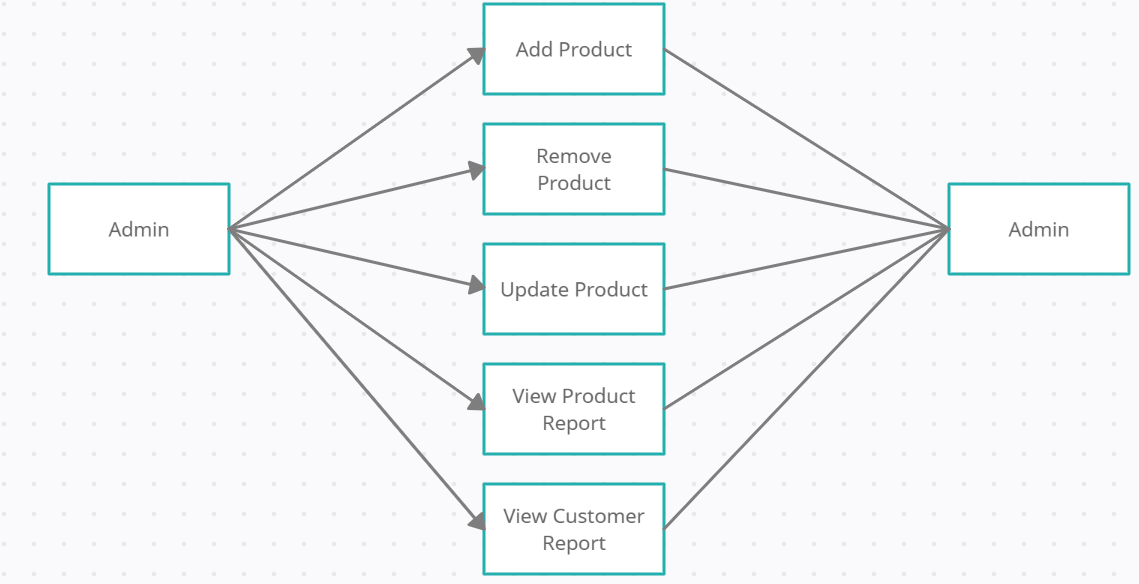 Add Product
Remove
Product
Admin
Admin
Update Product
View Product
Report
View Customer
Report